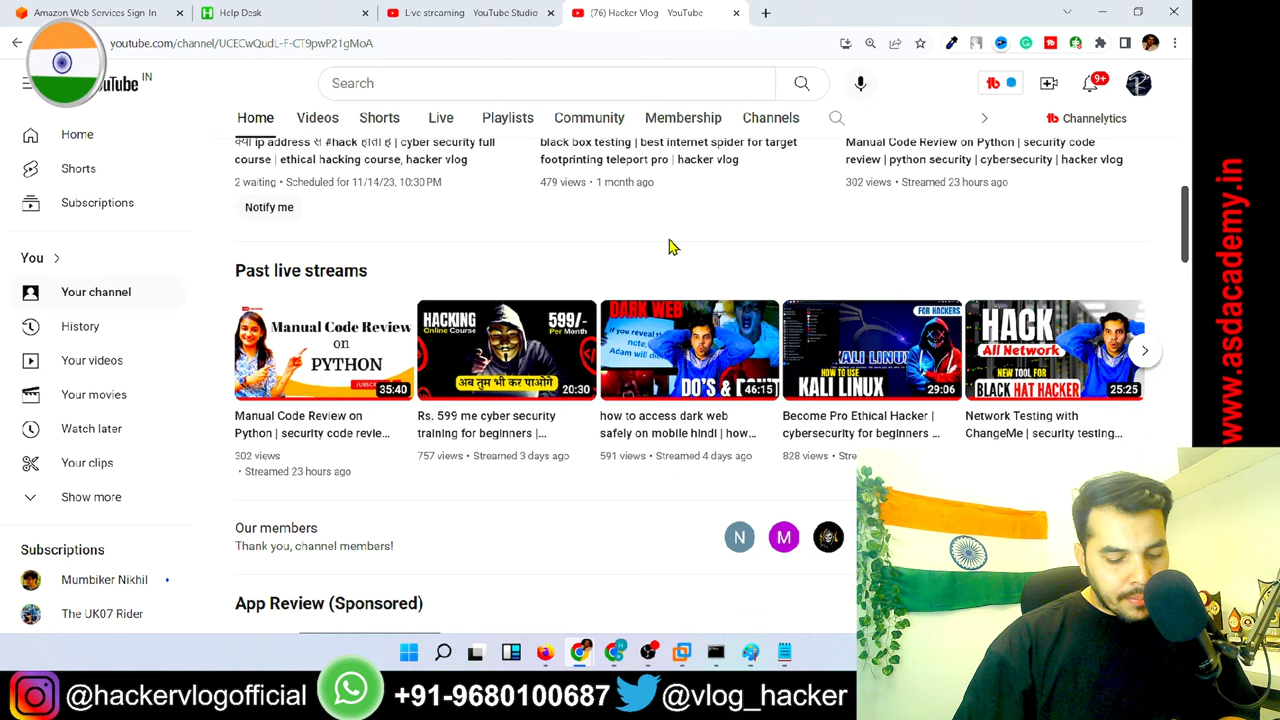 Amazon Web Services Sign In
Help Desk
Live streaming - YouTube Studio
(76) Hacker Vlog - YouTube
youtube.com/channel/UCECwQudL-F-CT9pwP21gMoA
IN
Search
9+
Home
Videos
Shorts
Live
Playlists
Community
Membership
Channels
Channelytics
Home
Shorts
Subscriptions
You
Your channel
History
Your videos
Your movies
Watch later
Your clips
Show more
Subscriptions
Mumbiker Nikhil
The UK07 Rider
क्या ip address से #hack होता है | cyber security full
course | ethical hacking course, hacker vlog
2 waiting • Scheduled for 11/14/23, 10:30 PM
Notify me
black box testing | best internet spider for target
footprinting teleport pro | hacker vlog
479 views • 1 month ago
Manual Code Review on Python | security code
review | python security | cybersecurity | hacker vlog
302 views • Streamed 23 hours ago
Past live streams
Manual Code Review
on
PYTHON
35:40
Manual Code Review on
Python | security code revie...
302 views
• Streamed 23 hours ago
HACKING
Online Course
599/-
Per Month
अब तुम भी कर पाओगे
20:30
Rs. 599 me cyber security
training for beginners |...
757 views • Streamed 3 days ago
DARK WEB
If you reveal th
note,
Adam will die
DO'S & DONT
46:15
how to access dark web
safely on mobile hindi | how...
591 views • Streamed 4 days ago
FOR HACKERS
KALI LINUX
HOW TO USE
KALI LINUX
29:06
Become Pro Ethical Hacker |
cybersecurity for beginners ...
828 views • Stre
HACK
All Network
NEW TOOL FOR
BLACK HAT HACKER
25:25
Network Testing with
ChangeMe | security testing...
Our members
Thank you, channel members!
N
M
App Review (Sponsored)
www.asdacademy.in
@hackervlogofficial
+91-9680100687
@vlog_hacker